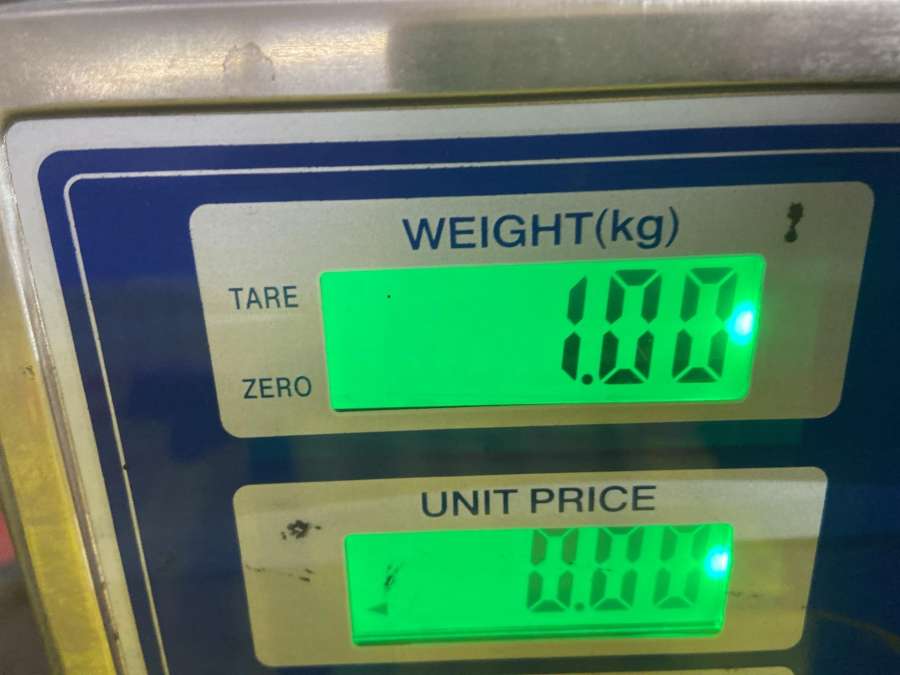 WEIGHT(kg)
TARE
1.00
ZERO
UNIT PRICE
0.00